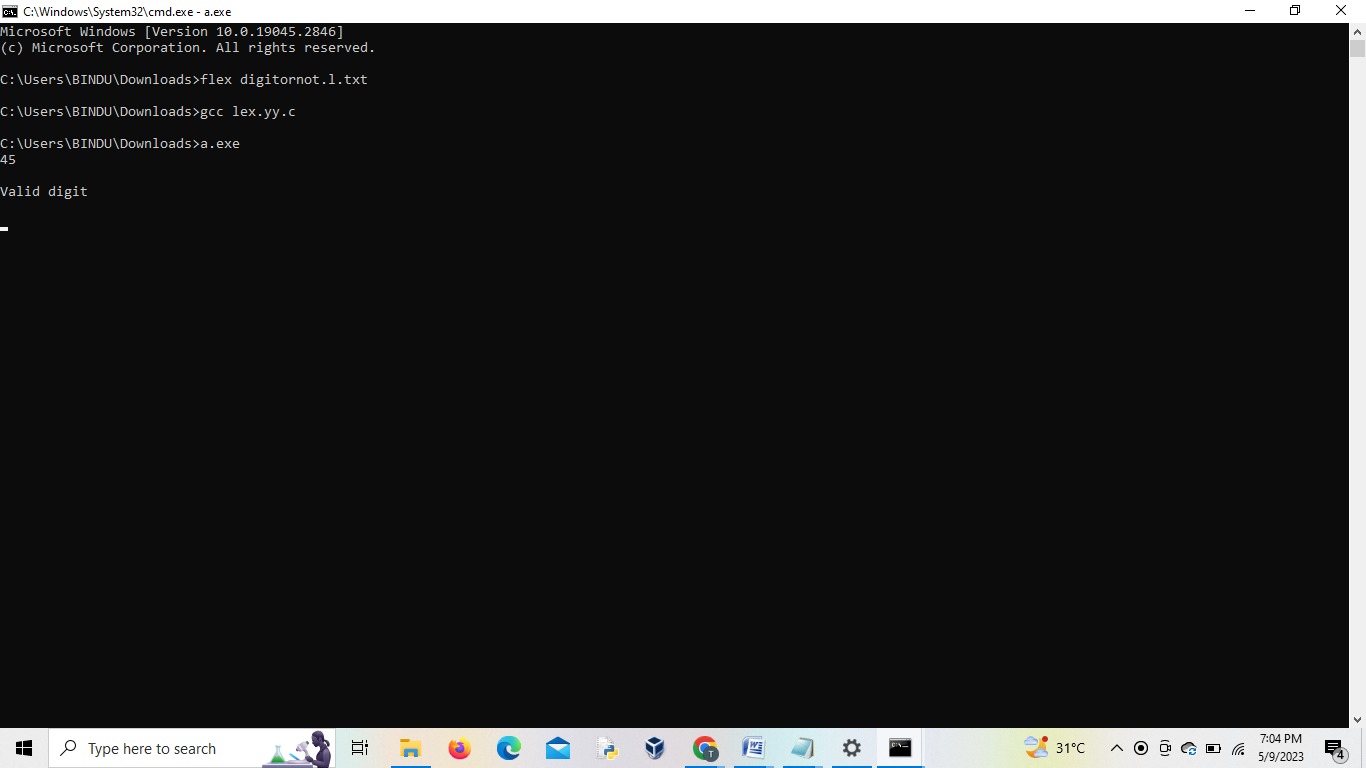 C:\Windows\System32\cmd.exe - a.exe
Microsoft Windows [Version 10.0.19045.2846]
(c) Microsoft Corporation. All rights reserved.
C:\Users\BINDU\Downloads>flex digitornot.l.txt
C:\Users\BINDU\Downloads>gcc lex.yy.c
C:\Users\BINDU\Downloads>a.exe
45
Valid digit
Type here to search
31°C
7:04 PM
5/9/2023
4